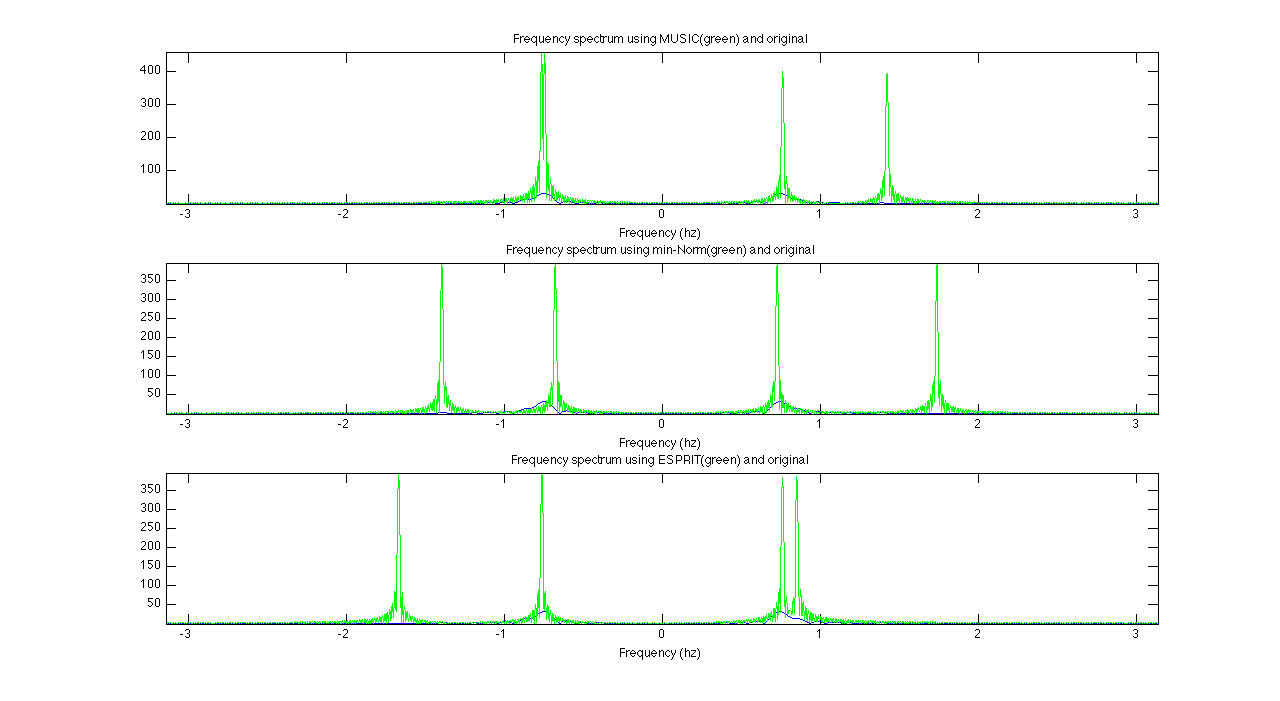 Frequency spectrum using MUSIC(green) and original
400
300
200
100
-3 -2 -1 0 1 2 3
Frequency (hz)
Frequency spectrum using min-Norm(green) and original
350
300
250
200
150
100
50
-3 -2 -1 0 1 2 3
Frequency (hz)
Frequency spectrum using ESPRIT(green) and original
350
300
250
200
150
100
50
-3 -2 -1 0 1 2 3
Frequency (hz)